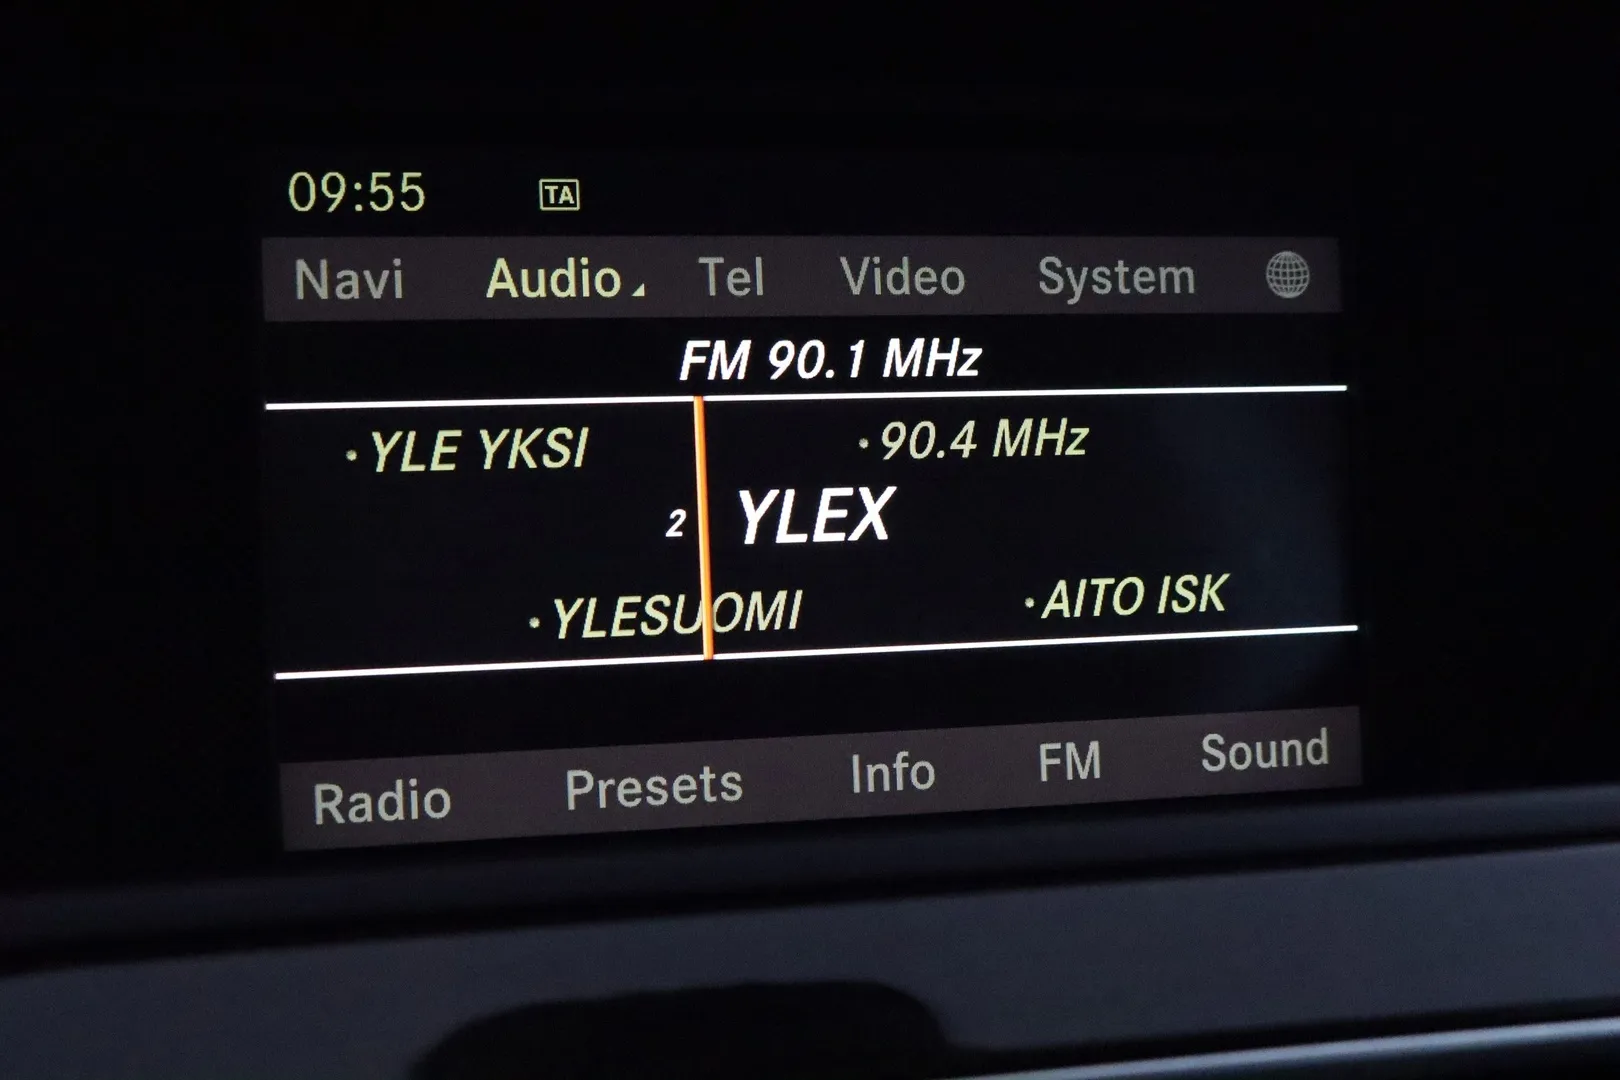 09:55 TA
Navi Audio Tel Video System
FM 90.1 MHz
YLE YKSI 90.4 MHz
2 YLEX
YLESUOMI AITO ISK
Radio Presets Info FM Sound